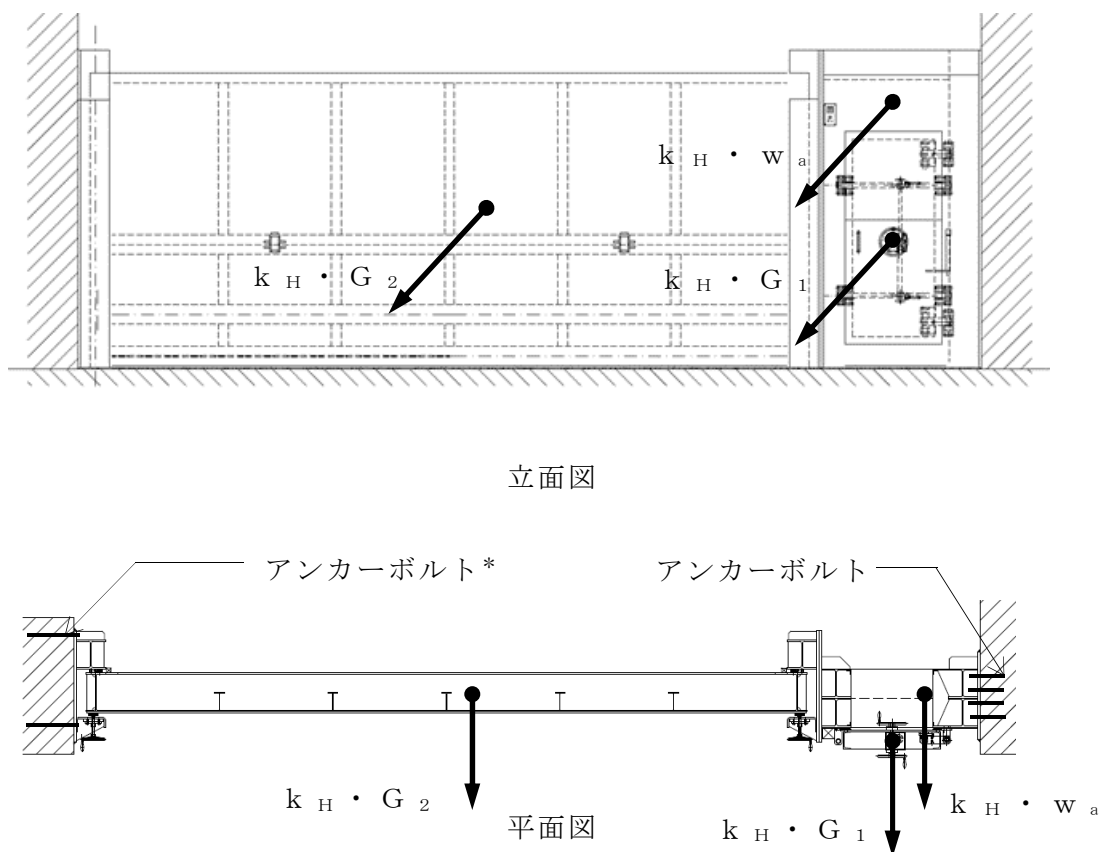 k H ・ w a
k H ・ G 2
k H ・ G 1
立面図
アンカーボルト*
アンカーボルト
k H ・ G 2
k H ・ w a
平面図
k H ・ G 1